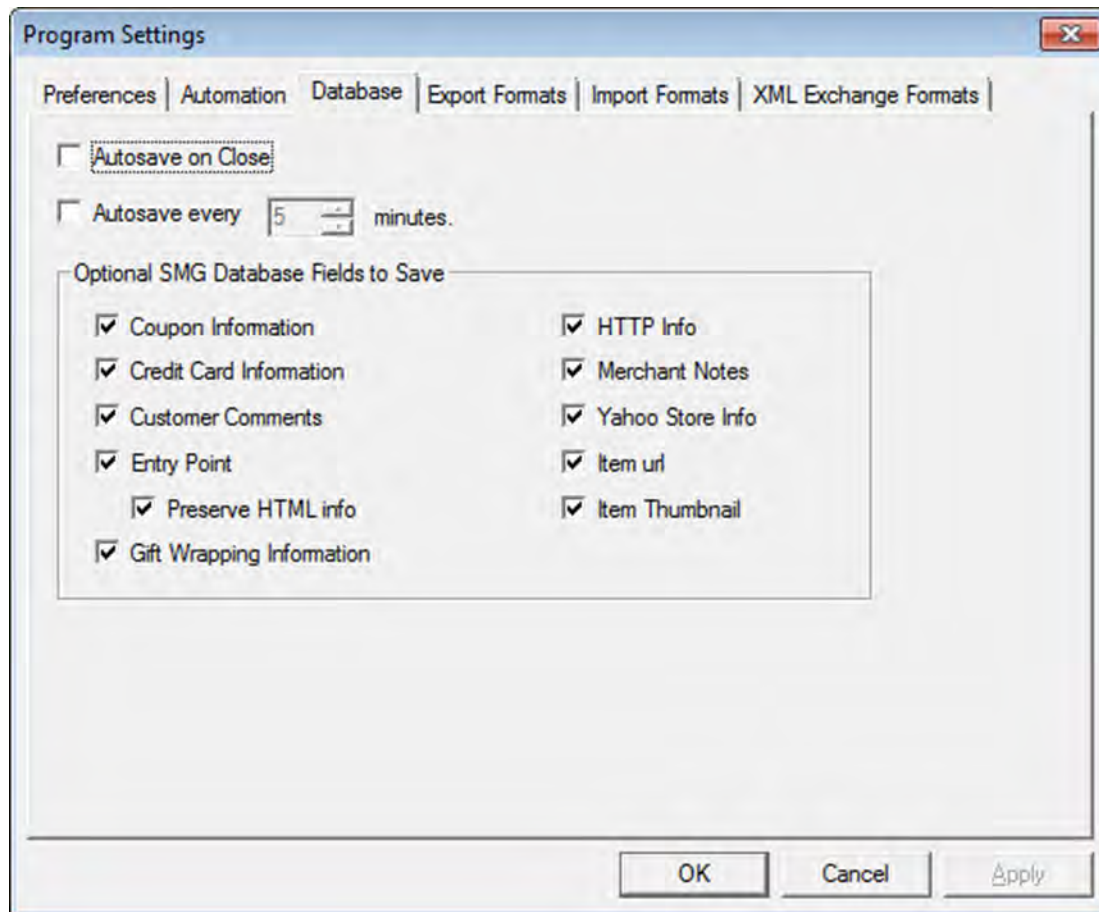 Program Settings
Preferences Automation Database Export Formats Import Formats XML Exchange Formats
Autosave on Close
Autosave every 5 minutes.
Optional SMG Database Fields to Save
Coupon Information HTTP Info
Credit Card Information Merchant Notes
Customer Comments Yahoo Store Info
Entry Point Item url
Preserve HTML info Item Thumbnail
Gift Wrapping Information
OK Cancel Apply